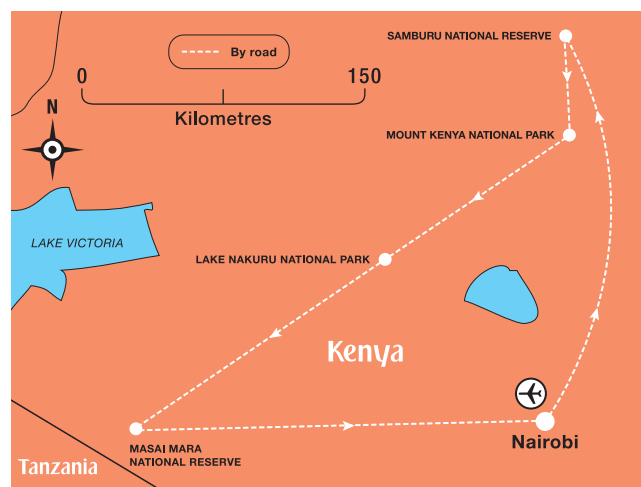 SAMBURU NATIONAL RESERVE
By road
0 150
Kilometres
N
MOUNT KENYA NATIONAL PARK
LAKE VICTORIA
LAKE NAKURU NATIONAL PARK
Kenya
Nairobi
MASAI MARA
NATIONAL RESERVE
Tanzania